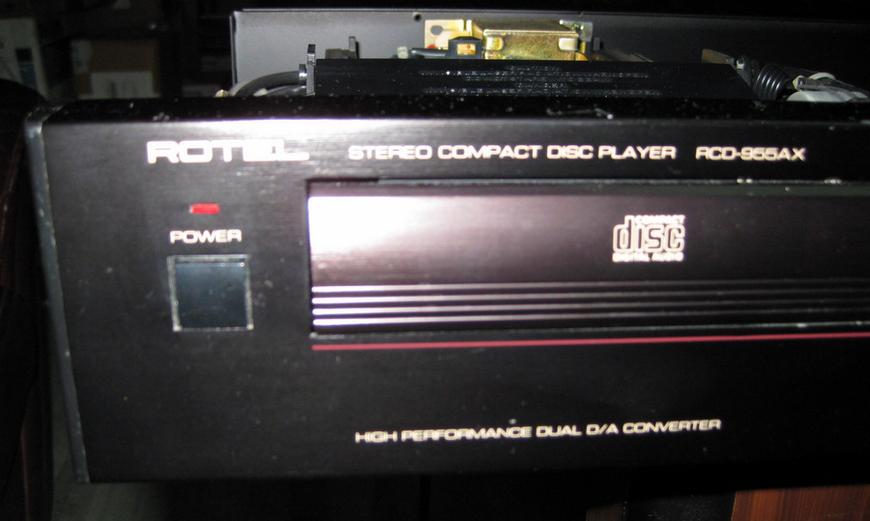 ROTEL STEREO COMPACT DISC PLAYER RCD-955AX
POWER
COMPACT
disc
DIGITAL AUDIO
HIGH PERFORMANCE DUAL D/A CONVERTER